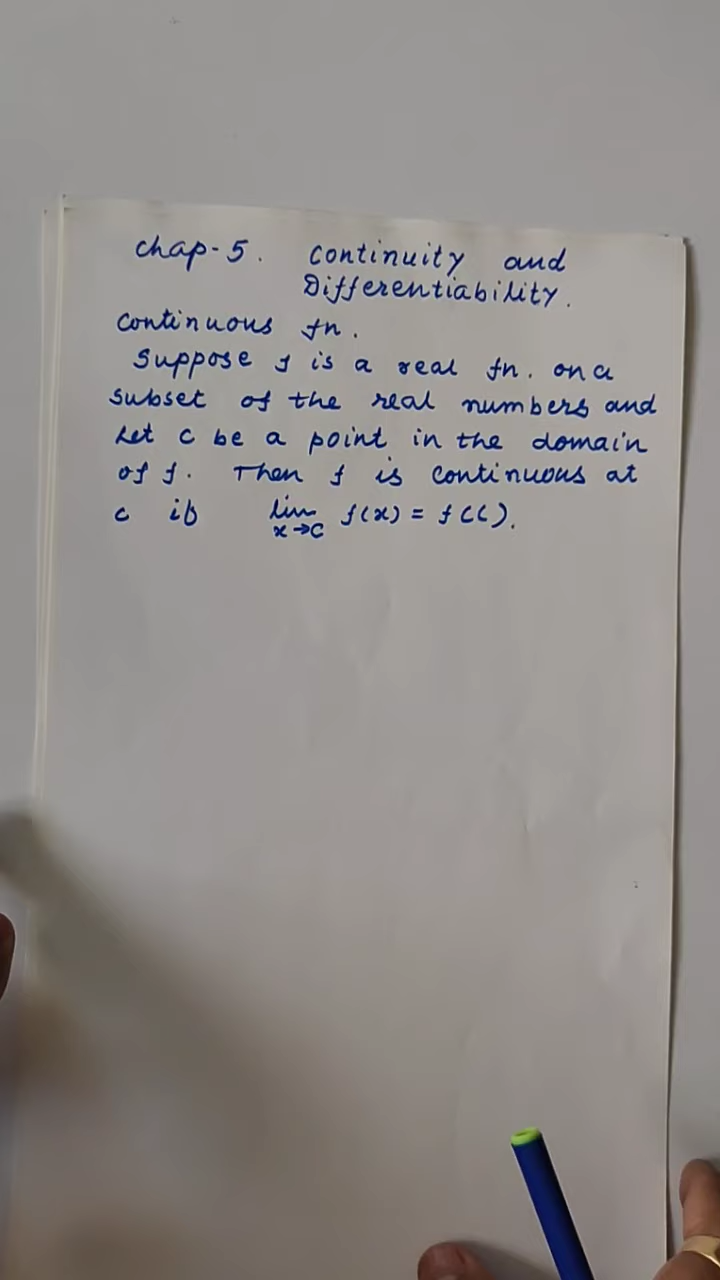 Chap-5. Continuity and
Differentiability.
Continuous fn.
Suppose f is a real fn. on a
subset of the real numbers and
let c be a point in the domain
of f. Then f is continuous at
c if lim x→c f(x) = f(c).